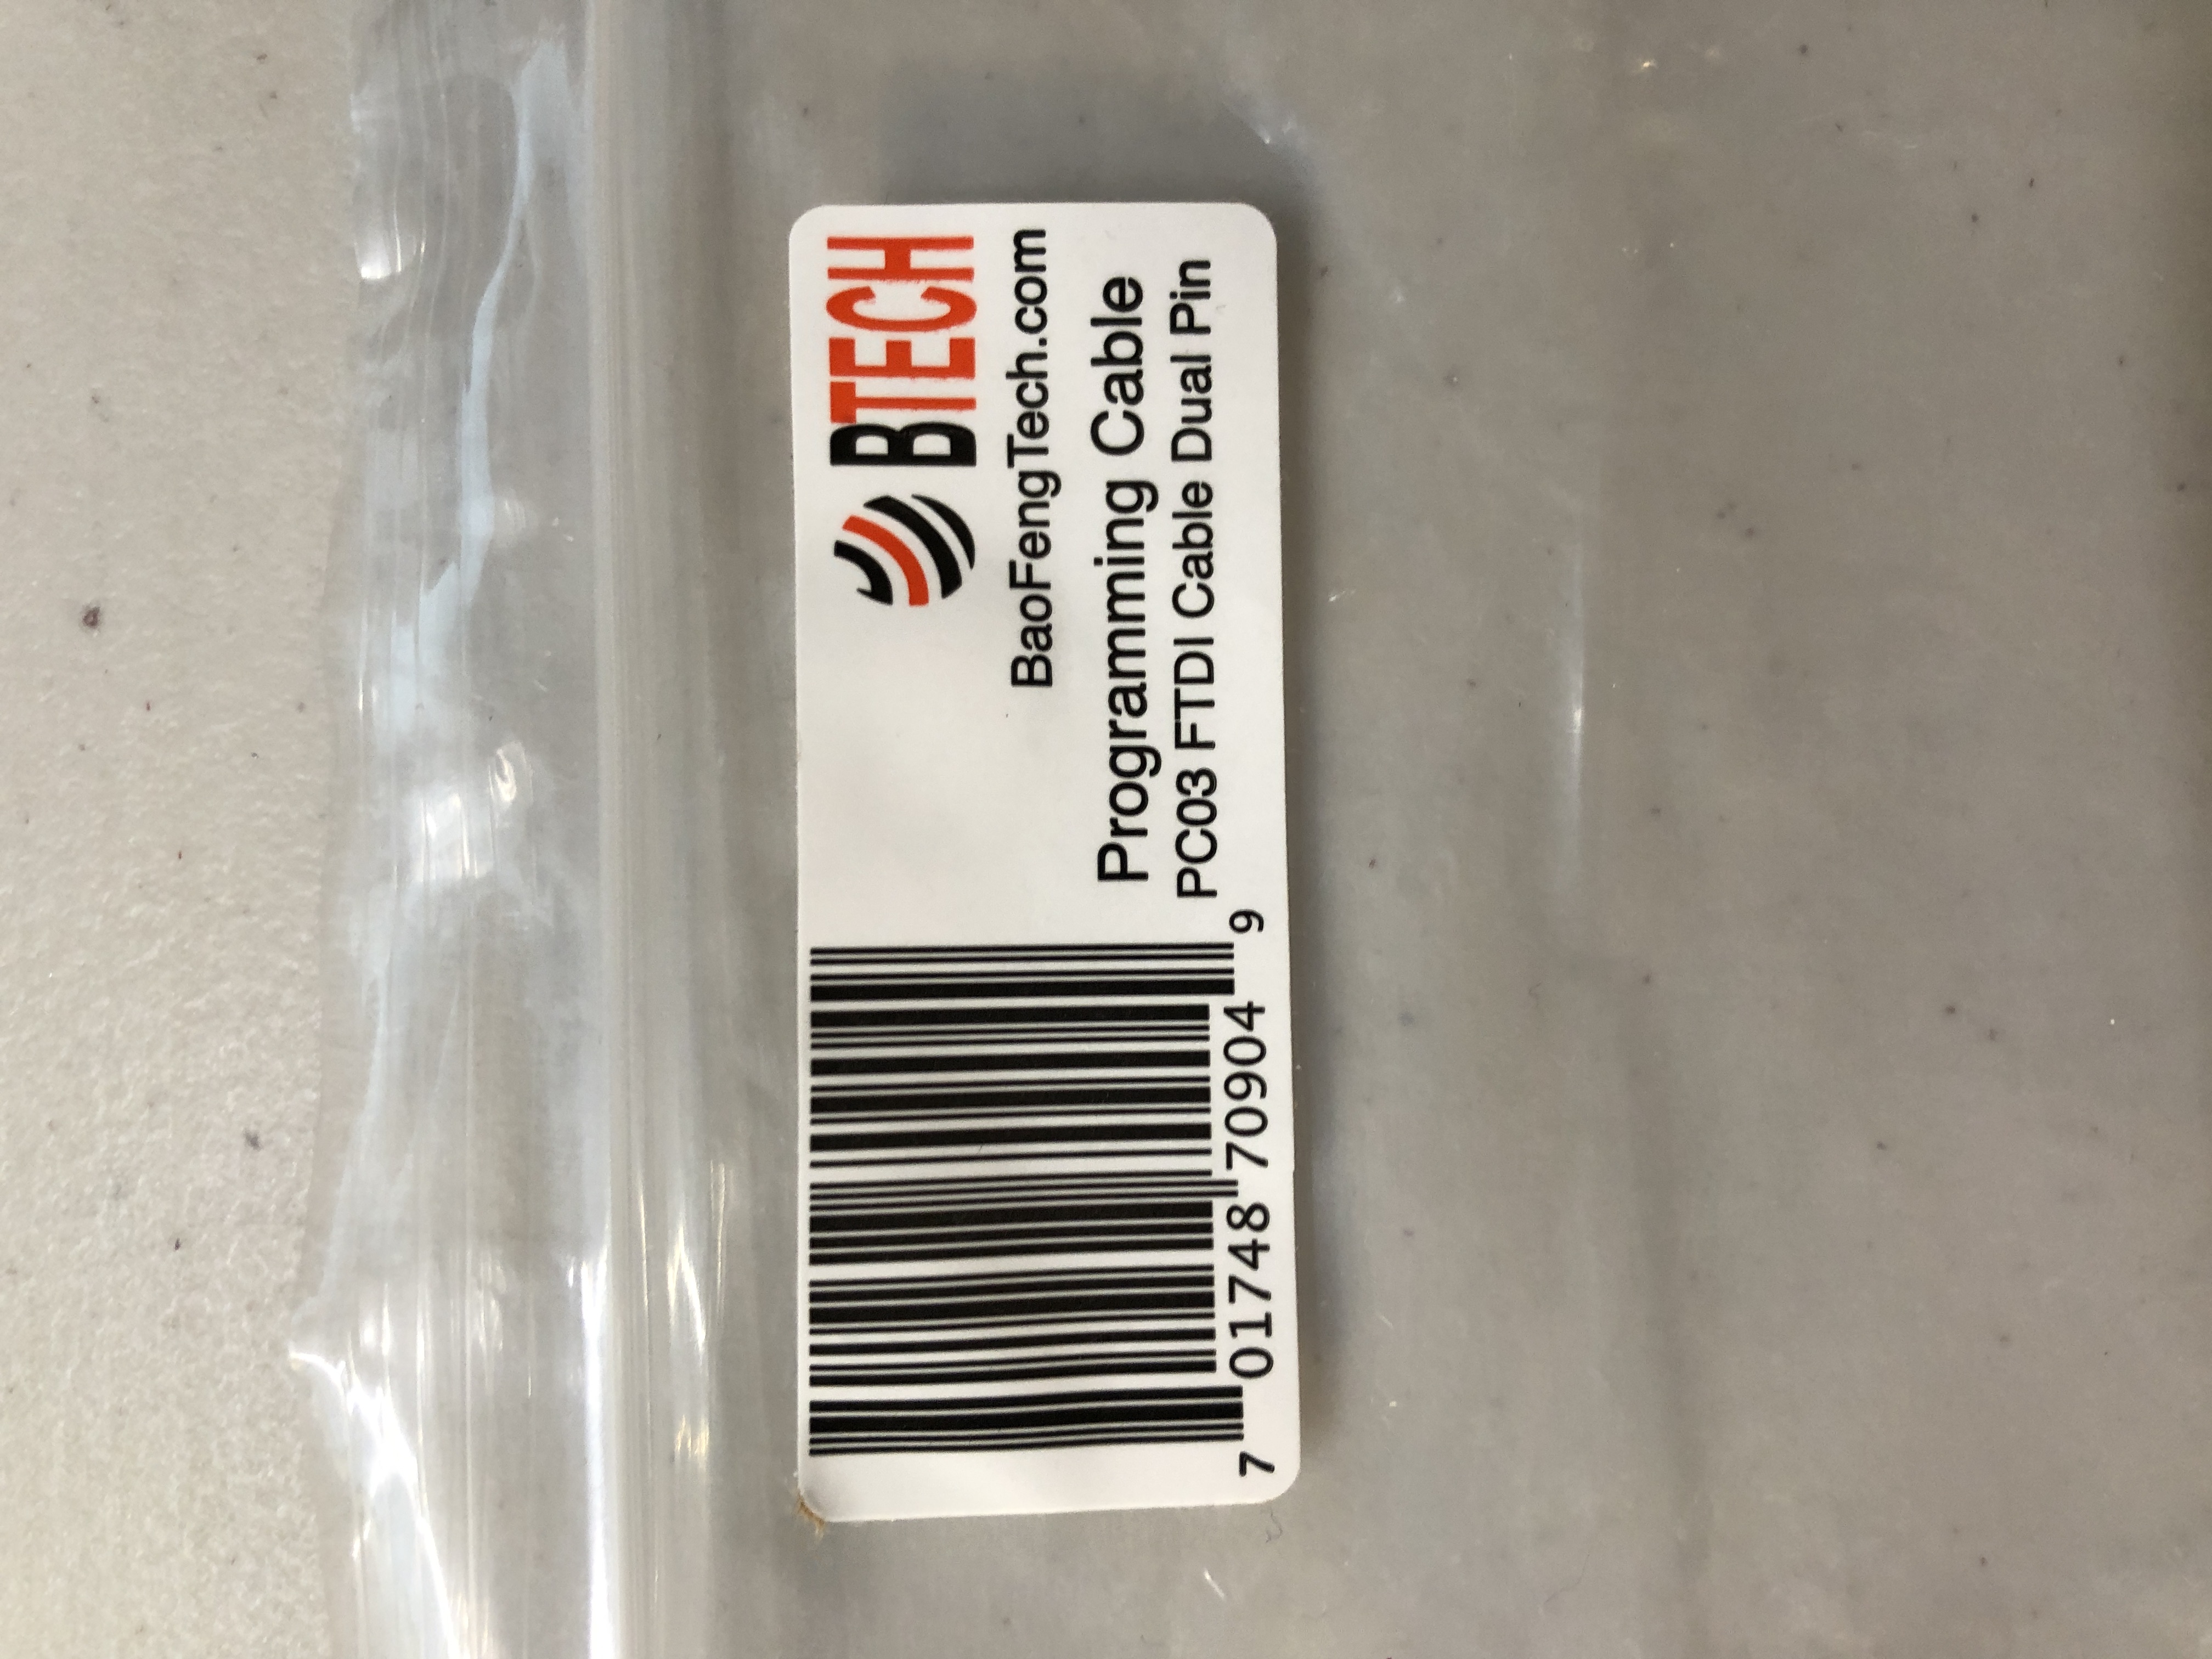 BTECH
BaoFengTech.com
Programming Cable
PC03 FTDI Cable Dual Pin
7 01748 70904 9